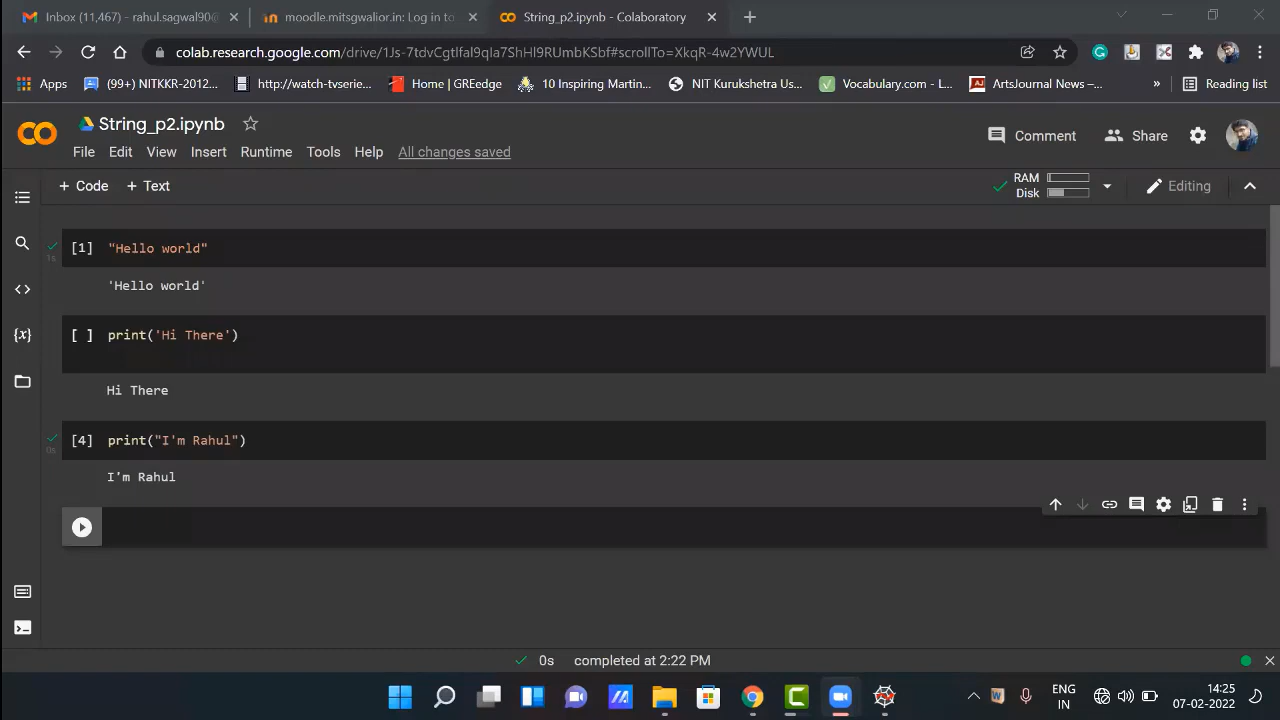 Inbox (11,467) - rahul.sagwal90@
moodle.mitsgwalior.in: Log in to
String_p2.ipynb - Colaboratory
colab.research.google.com/drive/1Js-7tdvCgtlfal9qIa7ShHI9RUmbKSbf#scrollTo=XkqR-4w2YWUL
Apps
(99+) NITKKR-2012...
http://watch-tvserie...
Home | GREedge
10 Inspiring Martin...
NIT Kurukshetra Us...
Vocabulary.com - L...
ArtsJournal News –...
»
Reading list
String_p2.ipynb
Comment
Share
File Edit View Insert Runtime Tools Help All changes saved
+ Code + Text
RAM
Disk
Editing
[1] "Hello world"
1s
'Hello world'
[ ] print('Hi There')
Hi There
[4] print("I'm Rahul")
0s
I'm Rahul
0s completed at 2:22 PM
ENG
IN
14:25
07-02-2022